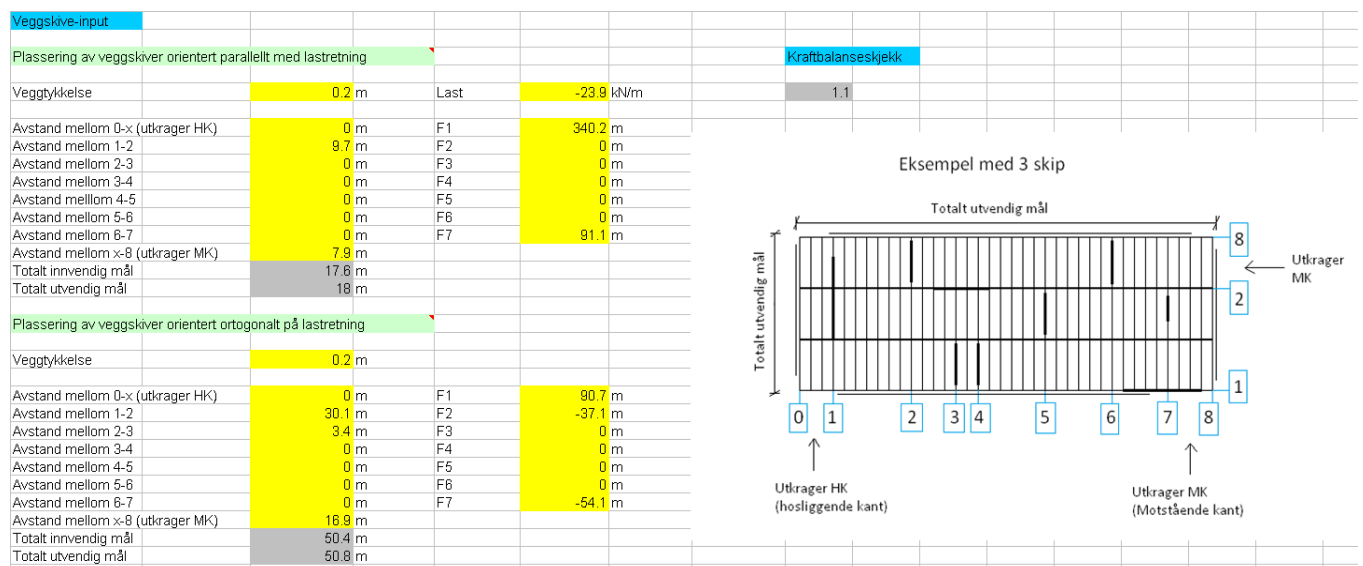 Veggskive-input
Plassering av veggskiver orientert parallellt med lastretning
Kraftbalanseskjekk
Veggtykkelse 0.2 m Last -23.9 kN/m 1.1
Avstand mellom 0-x (utkrager HK) 0 m F1 340.2 m
Avstand mellom 1-2 9.7 m F2 0 m
Avstand mellom 2-3 0 m F3 0 m
Avstand mellom 3-4 0 m F4 0 m
Avstand melllom 4-5 0 m F5 0 m
Avstand mellom 5-6 0 m F6 0 m
Avstand mellom 6-7 0 m F7 91.1 m
Avstand mellom x-8 (utkrager MK) 7.9 m
Totalt innvendig mål 17.6 m
Totalt utvendig mål 18 m
Plassering av veggskiver orientert ortogonalt på lastretning
Veggtykkelse 0.2 m
Avstand mellom 0-x (utkrager HK) 0 m F1 90.7 m
Avstand mellom 1-2 30.1 m F2 -37.1 m
Avstand mellom 2-3 3.4 m F3 0 m
Avstand mellom 3-4 0 m F4 0 m
Avstand mellom 4-5 0 m F5 0 m
Avstand mellom 5-6 0 m F6 0 m
Avstand mellom 6-7 0 m F7 -54.1 m
Avstand mellom x-8 (utkrager MK) 16.9 m
Totalt innvendig mål 50.4 m
Totalt utvendig mål 50.8 m
Eksempel med 3 skip
Totalt utvendig mål
Totalt utvendig mål
8
Utkrager
MK
2
1
0 1 2 3 4 5 6 7 8
Utkrager HK
(hosliggende kant)
Utkrager MK
(Motstående kant)